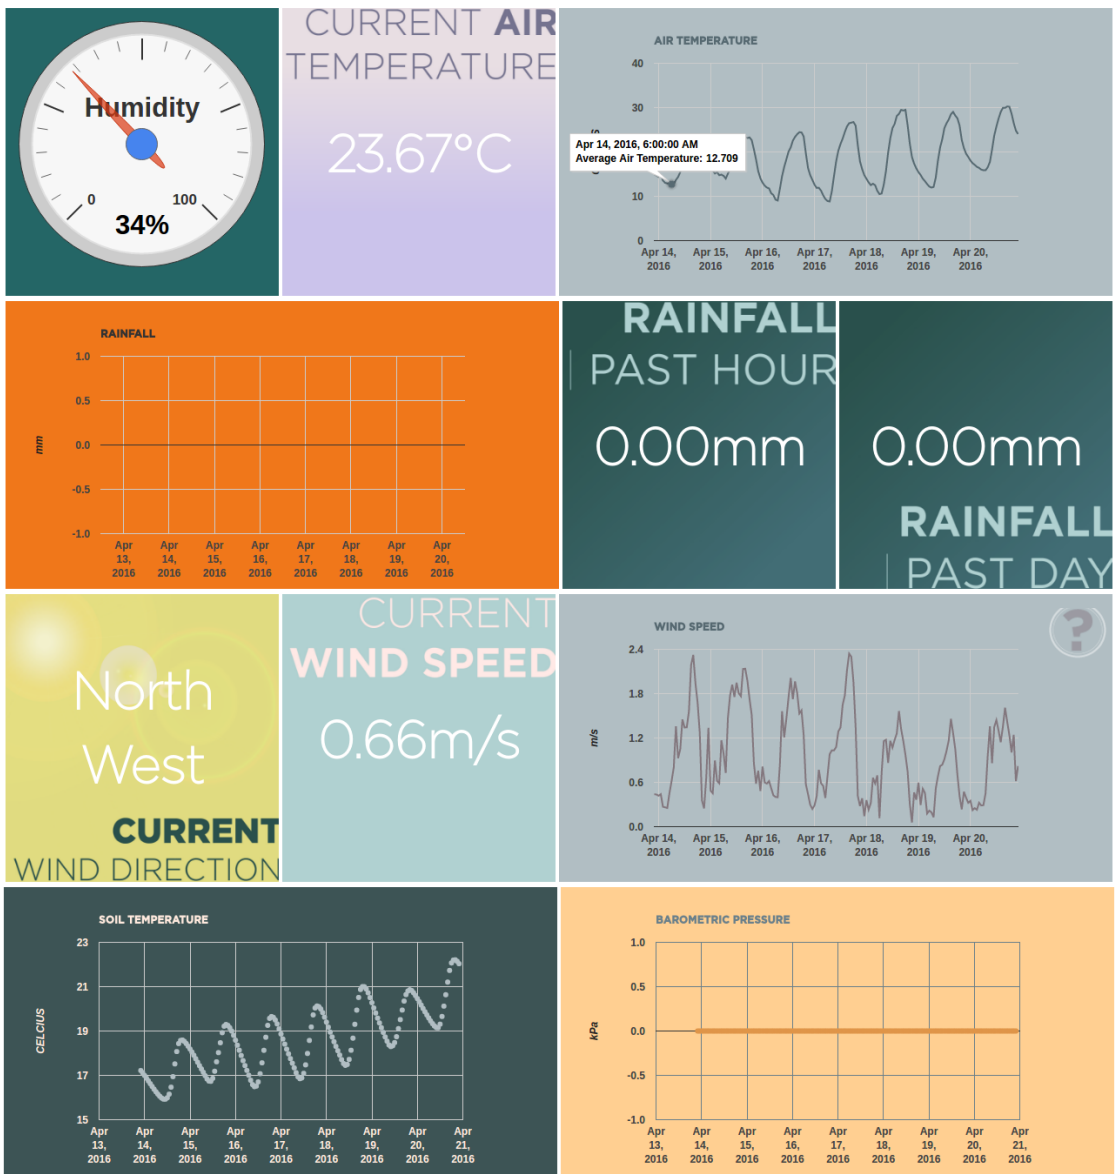 Humidity
0
100
34%
CURRENT AIR
TEMPERATURE
23.67°C
AIR TEMPERATURE
40
30
10
0
Apr 14, 2016, 6:00:00 AM
Average Air Temperature: 12.709
Apr 14, Apr 15, Apr 16, Apr 17, Apr 18, Apr 19, Apr 20,
2016 2016 2016 2016 2016 2016 2016
RAINFALL
1.0
0.5
0.0
-0.5
-1.0
mm
Apr Apr Apr Apr Apr Apr Apr Apr
13, 14, 15, 16, 17, 18, 19, 20,
2016 2016 2016 2016 2016 2016 2016 2016
RAINFALL
PAST HOUR
0.00mm
0.00mm
RAINFALL
PAST DAY
North
West
CURRENT
WIND DIRECTION
CURRENT
WIND SPEED
0.66m/s
WIND SPEED
?
2.4
1.8
1.2
0.6
0.0
m/s
Apr 14, Apr 15, Apr 16, Apr 17, Apr 18, Apr 19, Apr 20,
2016 2016 2016 2016 2016 2016 2016
SOIL TEMPERATURE
23
21
19
17
15
CELCIUS
Apr Apr Apr Apr Apr Apr Apr Apr Apr
13, 14, 15, 16, 17, 18, 19, 20, 21,
2016 2016 2016 2016 2016 2016 2016 2016 2016
BAROMETRIC PRESSURE
1.0
0.5
0.0
-0.5
-1.0
kPa
Apr Apr Apr Apr Apr Apr Apr Apr Apr
13, 14, 15, 16, 17, 18, 19, 20, 21,
2016 2016 2016 2016 2016 2016 2016 2016 2016